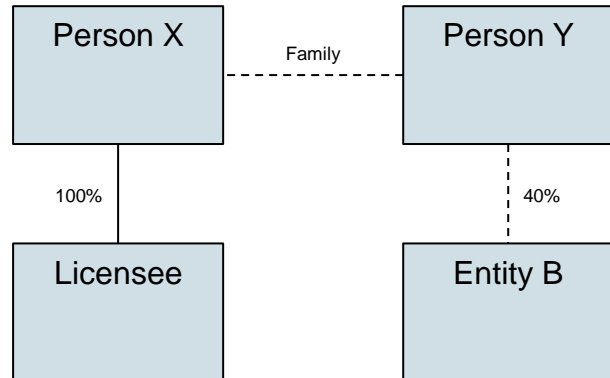 Person X
Family
Person Y
100%
40%
Licensee
Entity B